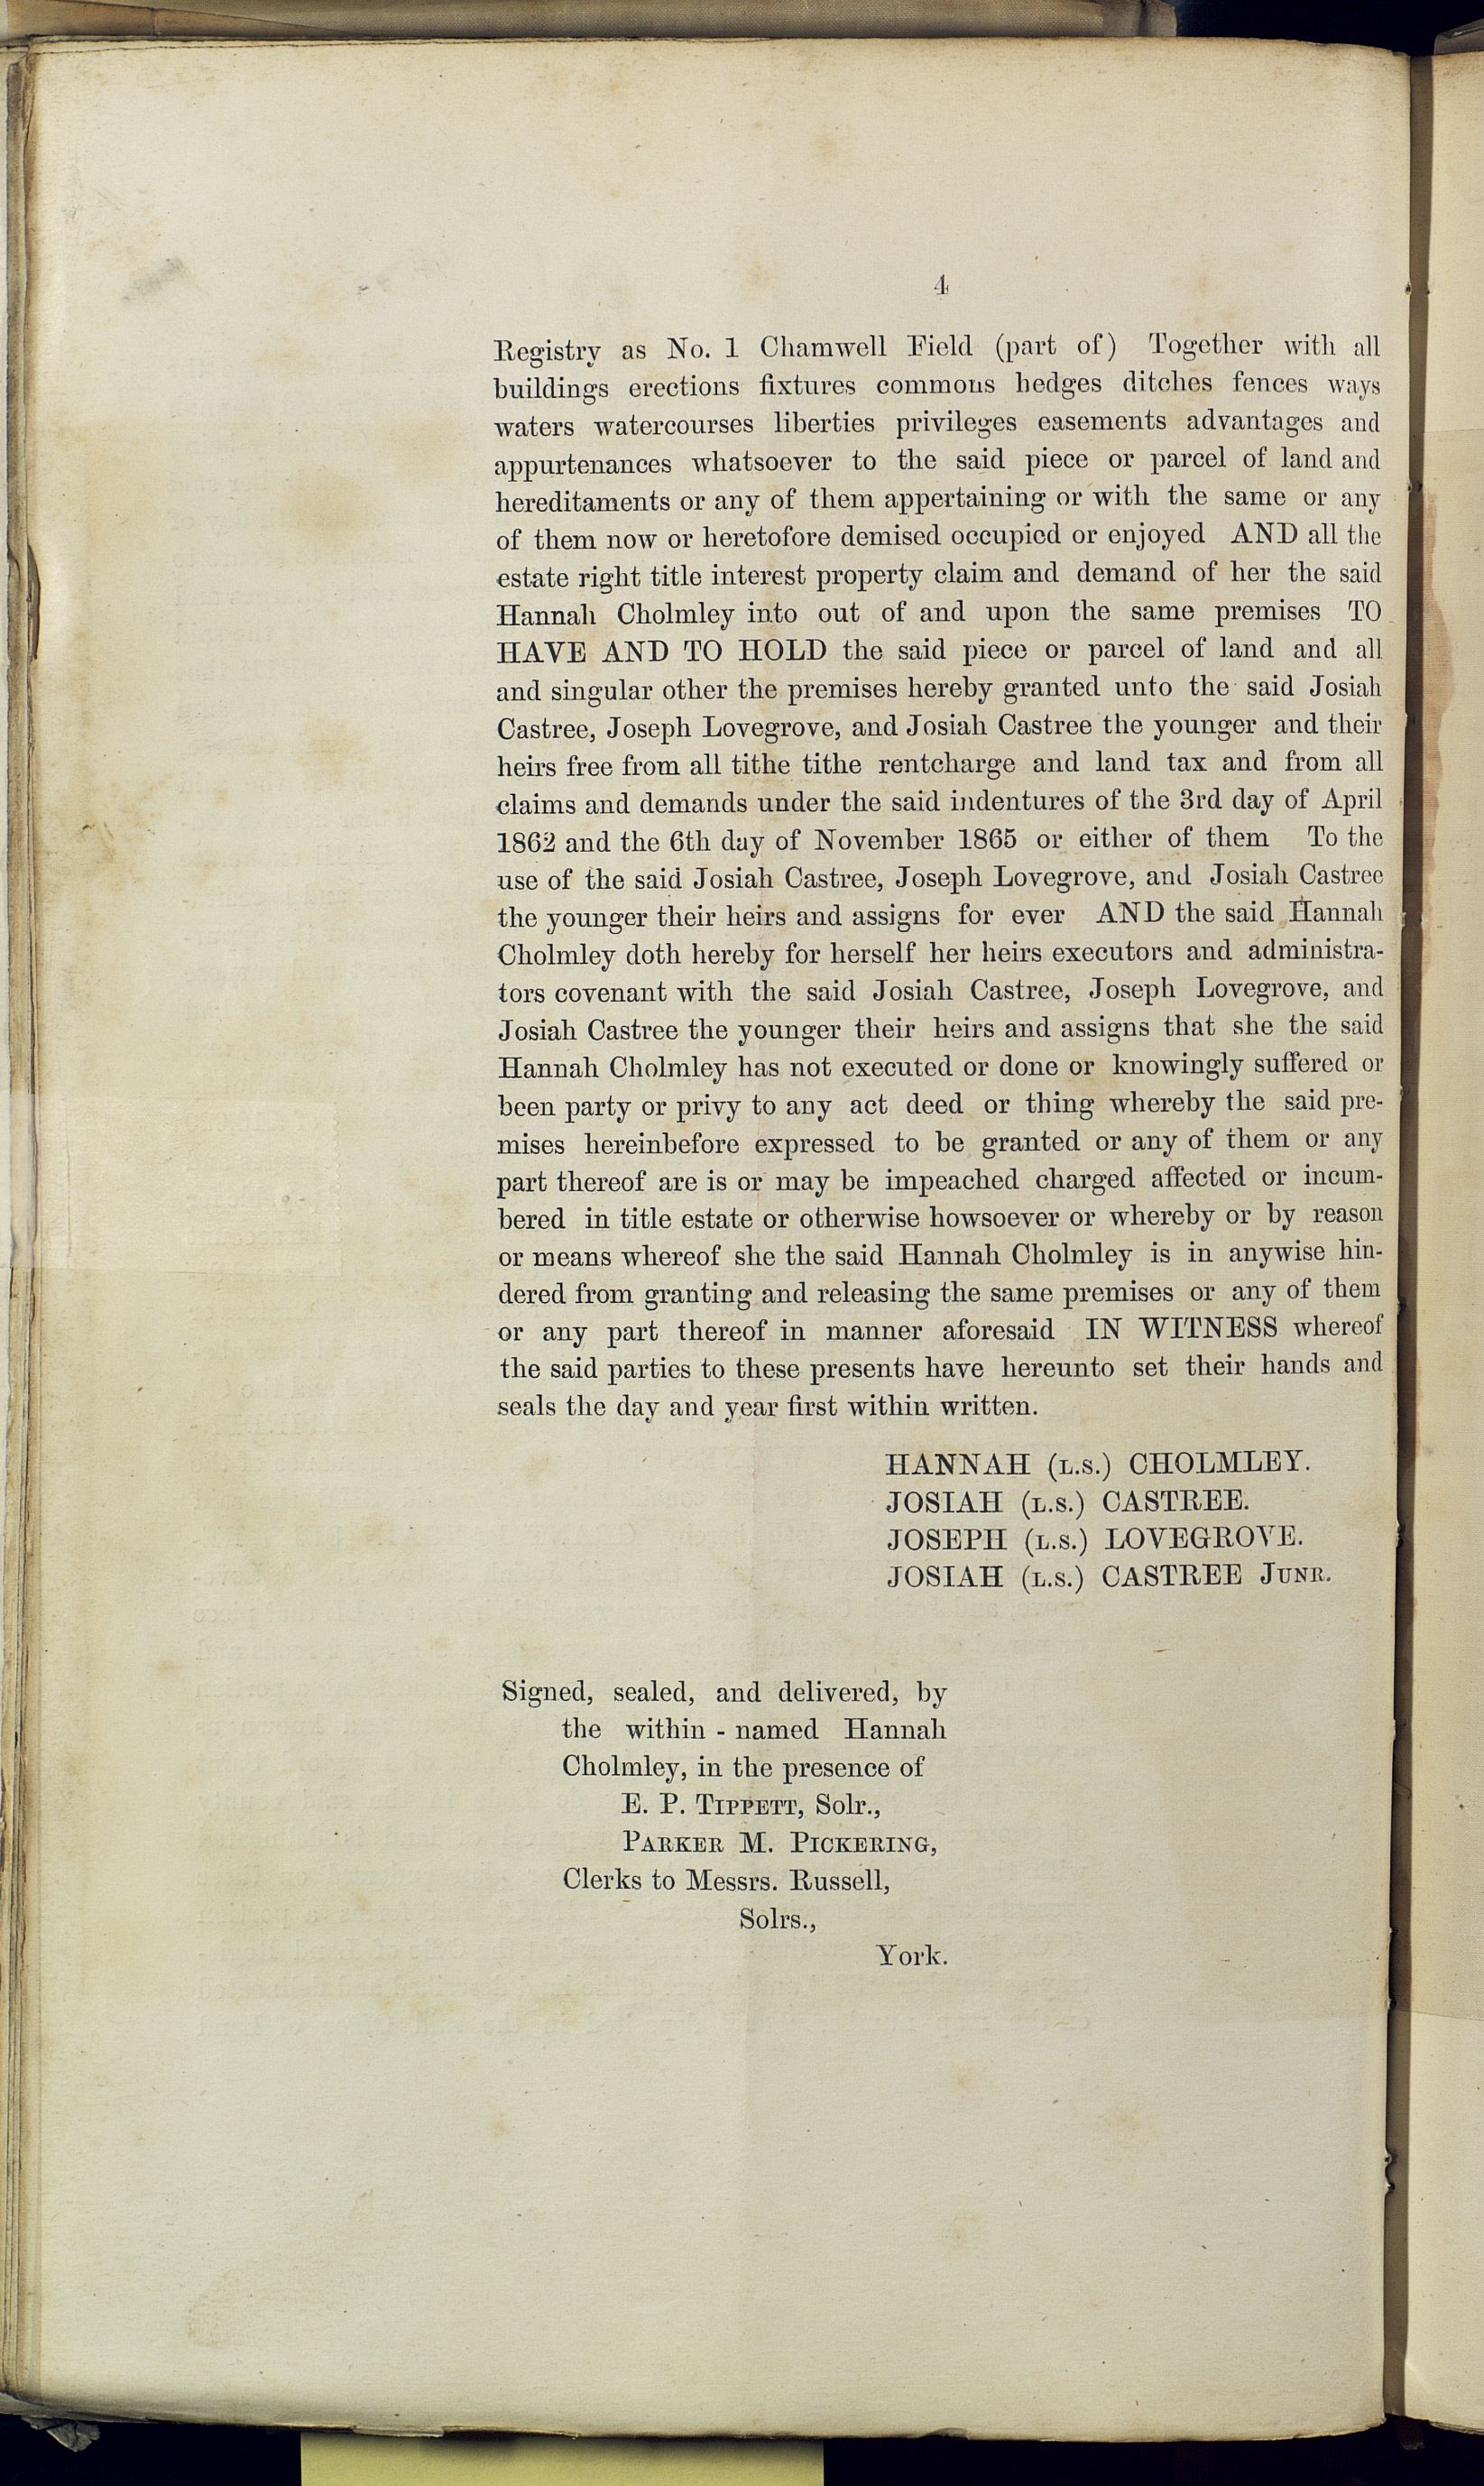 4
Registry as No. 1 Chamwell Field (part of) Together with all
buildings erections fixtures commons hedges ditches fences ways
waters watercourses liberties privileges easements advantages and
appurtenances whatsoever to the said piece or parcel of land and
hereditaments or any of them appertaining or with the same or any
of them now or heretofore demised occupied or enjoyed AND all the
estate right title interest property claim and demand of her the said
Hannah Cholmley into out of and upon the same premises TO
HAVE AND TO HOLD the said piece or parcel of land and all
and singular other the premises hereby granted unto the said Josiah
Castree, Joseph Lovegrove, and Josiah Castree the younger and their
heirs free from all tithe tithe rentcharge and land tax and from all
claims and demands under the said indentures of the 3rd day of April
1862 and the 6th day of November 1865 or either of them To the
use of the said Josiah Castree, Joseph Lovegrove, and Josiah Castree
the younger their heirs and assigns for ever AND the said Hannah
Cholmley doth hereby for herself her heirs executors and administra-
tors covenant with the said Josiah Castree, Joseph Lovegrove, and
Josiah Castree the younger their heirs and assigns that she the said
Hannah Cholmley has not executed or done or knowingly suffered or
been party or privy to any act deed or thing whereby the said pre-
mises hereinbefore expressed to be granted or any of them or any
part thereof are is or may be impeached charged affected or incum-
bered in title estate or otherwise howsoever or whereby or by reason
or means whereof she the said Hannah Cholmley is in anywise hin-
dered from granting and releasing the same premises or any of them
or any part thereof in manner aforesaid IN WITNESS whereof
the said parties to these presents have hereunto set their hands and
seals the day and year first within written.
HANNAH (L.S.) CHOLMLEY.
JOSIAH (L.S.) CASTREE.
JOSEPH (L.S.) LOVEGROVE.
JOSIAH (L.S.) CASTREE JUNR.
Signed, sealed, and delivered, by
the within - named Hannah
Cholmley, in the presence of
E. P. TIPPETT, Solr.,
PARKER M. PICKERING,
Clerks to Messrs. Russell,
Solrs.,
York.